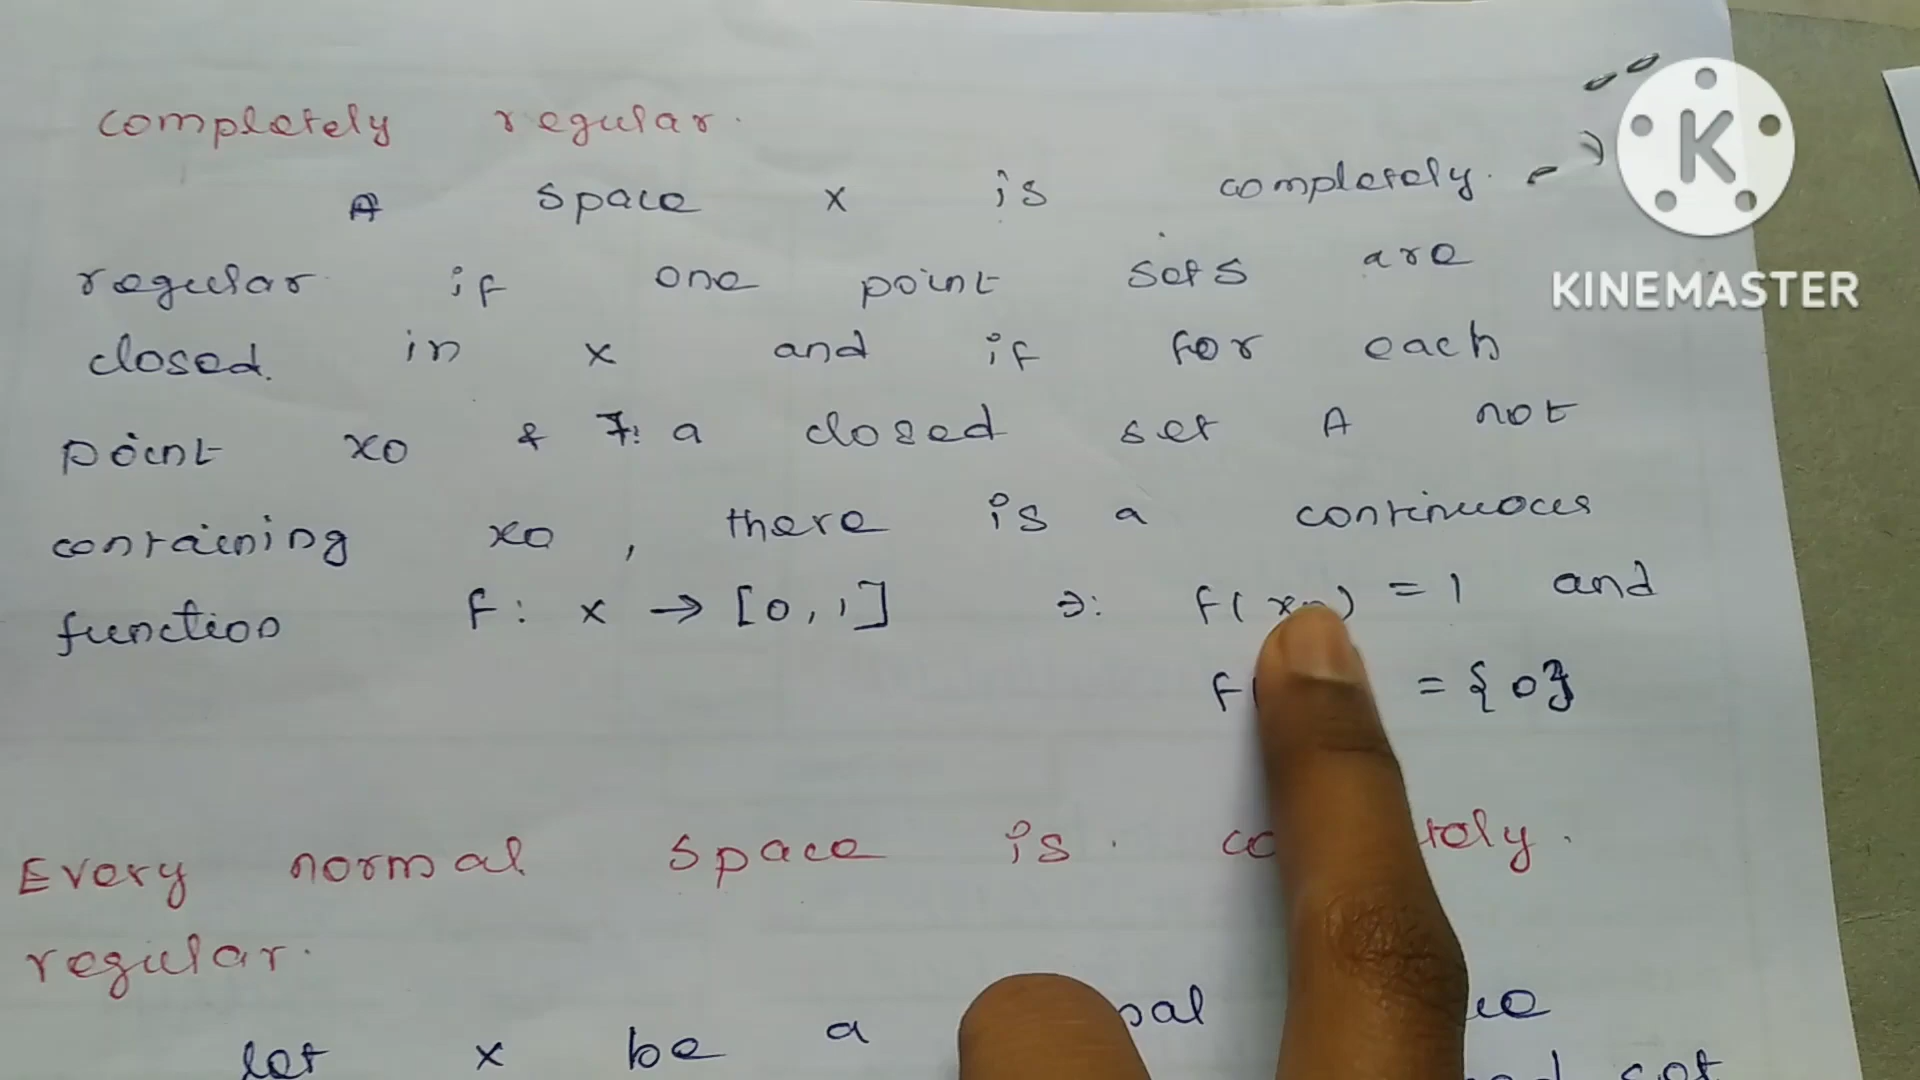 completely regular.
A space x is completely.
regular if one point sets are
closed. in x and if for each
point x0 & a closed set A not
containing x0, there is a continuous
function F: x → [0,1] ∋: F(x0) = 1 and
F( = {0}
Every normal space is.
regular.
let x be a
KINEMASTER